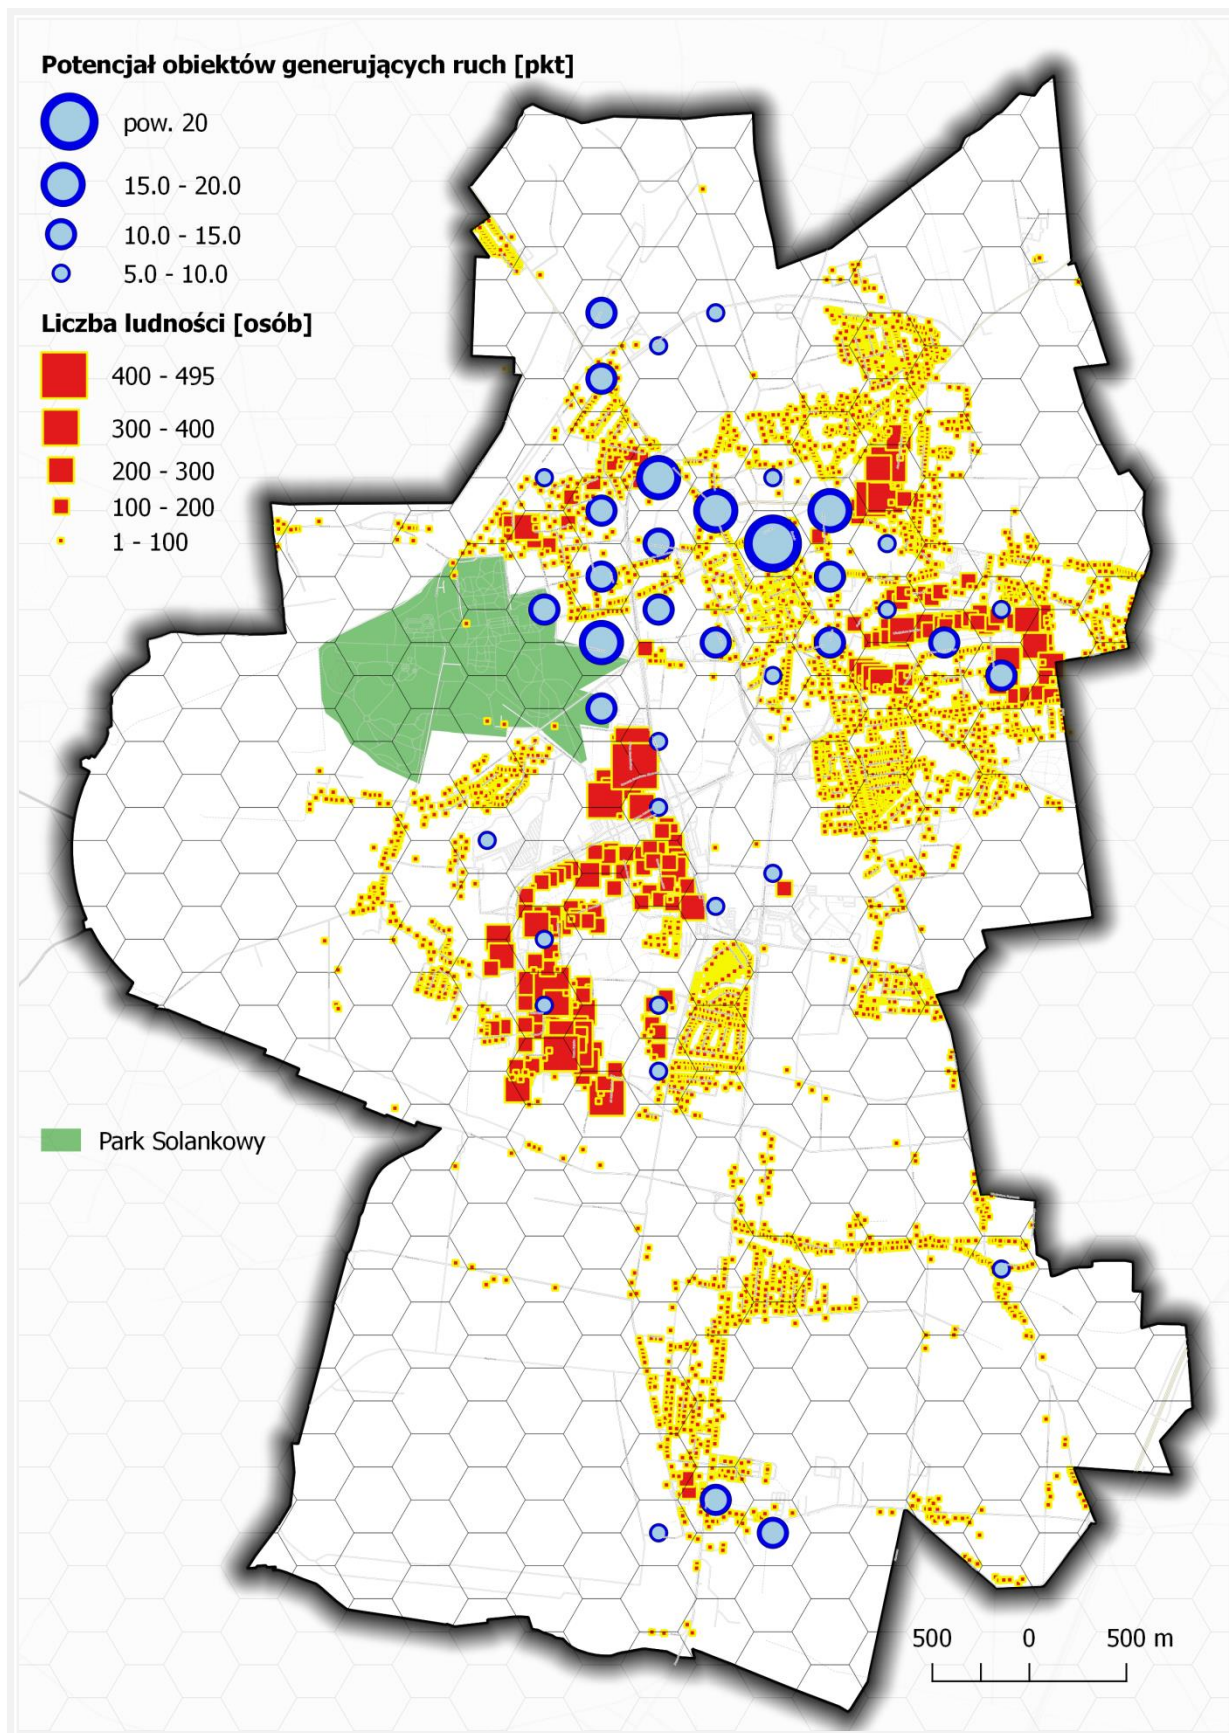 Potencjał obiektów generujących ruch [pkt]
pow. 20
15.0 - 20.0
10.0 - 15.0
5.0 - 10.0
Liczba ludności [osób]
400 - 495
300 - 400
200 - 300
100 - 200
1 - 100
Park Solankowy
500 0 500 m